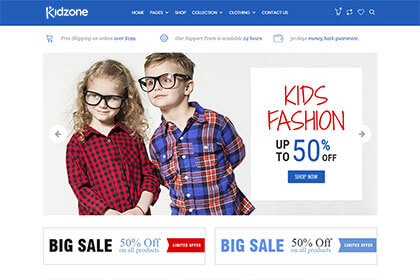 Kidzone
HOME PAGES SHOP COLLECTION CLOTHING CONTACT US
Free Shipping on orders over $299.
Our Support Team is available 24 hours
30 days money back guarantee.
KIDS
FASHION
UP TO 50% OFF
SHOP NOW
BIG SALE 50% Off on all products LIMITED OFFER
BIG SALE 50% Off on all products LIMITED OFFER